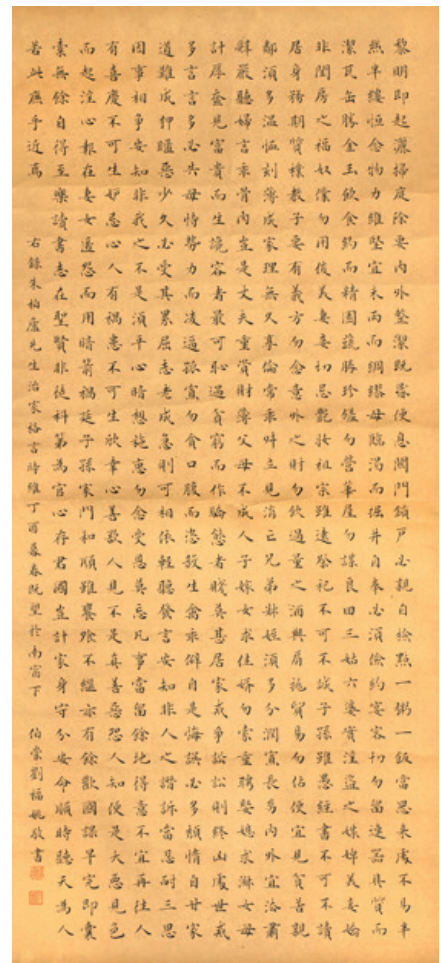 黎明即起灑掃庭除要內外整潔既昏便息關門鎖戶必親自檢點一粥一飯當思來處不易半
絲半縷恒念物力維艱宜未雨而綢繆毋臨渴而掘井自奉必須儉約宴客切勿留連器具質而
潔瓦缶勝金玉飲食約而精園蔬勝珍饈勿營華屋勿謀良田三姑六婆實淫盜之媒婢美妾嬌
非閨房之福奴僕勿用俊美妻妾切忌艷妝祖宗雖遠祭祀不可不誠子孫雖愚經書不可不讀
居身務期質樸教子要有義方勿貪意外之財勿飲過量之酒與肩挑貿易勿佔便宜見貧苦親
鄰須多溫恤刻薄成家理無久享倫常乖舛立見消亡兄弟叔姪須多分潤寡長幼內外宜法肅
辭嚴聽婦言乖骨肉豈是丈夫重貲財薄父母不成人子嫁女求佳婿勿索重聘娶媳求淑女毋
計厚奩見富貴而生諂容者最可恥遇貧窮而作驕態者賤莫甚居家戒爭訟訟則終凶處世戒
多言言多必失毋恃勢力而凌逼孤寡勿貪口腹而恣殺生禽乖僻自是悔誤必多頹惰自甘家
道難成狎暱惡少久必受其累屈志老成急則可相依輕聽發言安知非人之譖訴當忍耐三思
因事相爭安知非我之不是須平心暗想施惠勿念受恩莫忘凡事當留餘地得意不宜再往人
有喜慶不可生妒忌心人有禍患不可生欣幸心善欲人見不是真善惡恐人知便是大惡見色
而起淫心報在妻女匿怨而用暗箭禍延子孫家門和順雖饔飧不繼亦有餘歡國課早完即囊
橐無餘自得至樂讀書志在聖賢非徒科第為官心存君國豈計家身守分安命順時聽天為人
若此庶乎近焉 右錄朱柏廬先生治家格言時維丁酉暮春既望於南甯下 伯崇劉福姚敬書